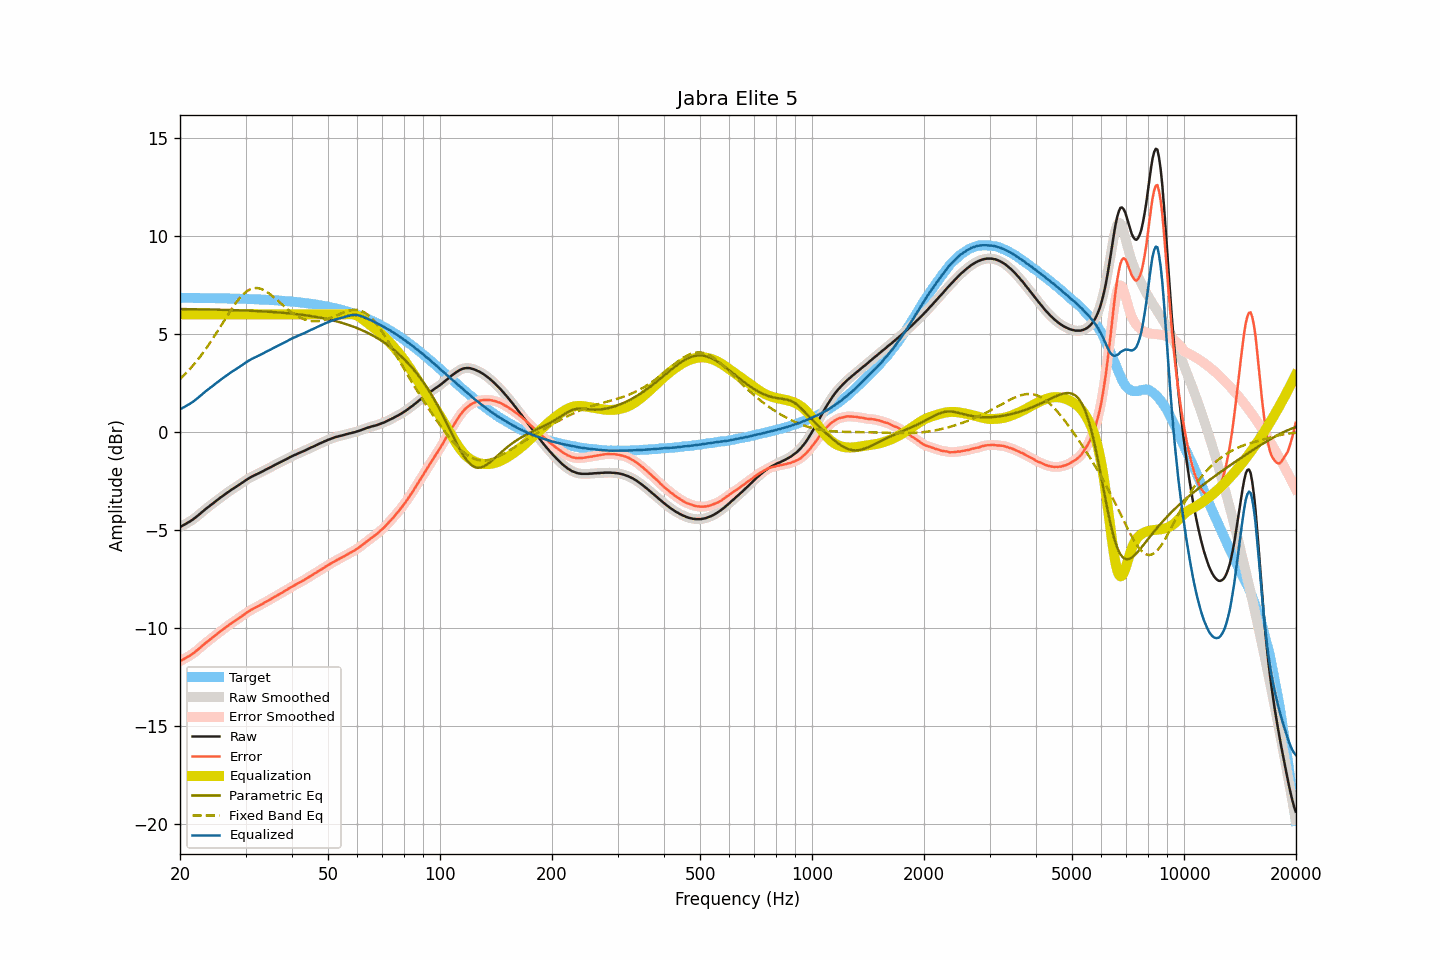 Jabra Elite 5
15
10
5
0
−5
−10
−15
−20
Amplitude (dBr)
Target
Raw Smoothed
Error Smoothed
Raw
Error
Equalization
Parametric Eq
Fixed Band Eq
Equalized
20 50 100 200 500 1000 2000 5000 10000 20000
Frequency (Hz)